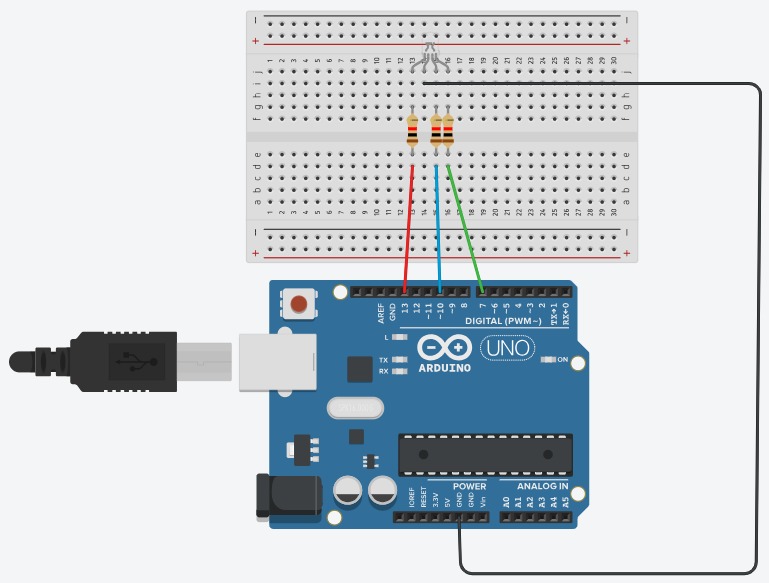 − −
+ +
1 2 3 4 5 6 7 8 9 10 11 12 13 14 15 16 17 18 19 20 21 22 23 24 25 26 27 28 29 30
j j
i i
h h
g g
f f
e e
d d
c c
b b
a a
1 2 3 4 5 6 7 8 9 10 11 12 13 14 15 16 17 18 19 20 21 22 23 24 25 26 27 28 29 30
− −
+ +
AREF GND 13 12 ~11 ~10 ~9 8 7 ~6 ~5 4 ~3 2 TX→1 RX←0
DIGITAL (PWM~)
L
TX
RX
UNO
ON
ARDUINO
POWER ANALOG IN
IOREF RESET 3.3V 5V GND GND Vin A0 A1 A2 A3 A4 A5